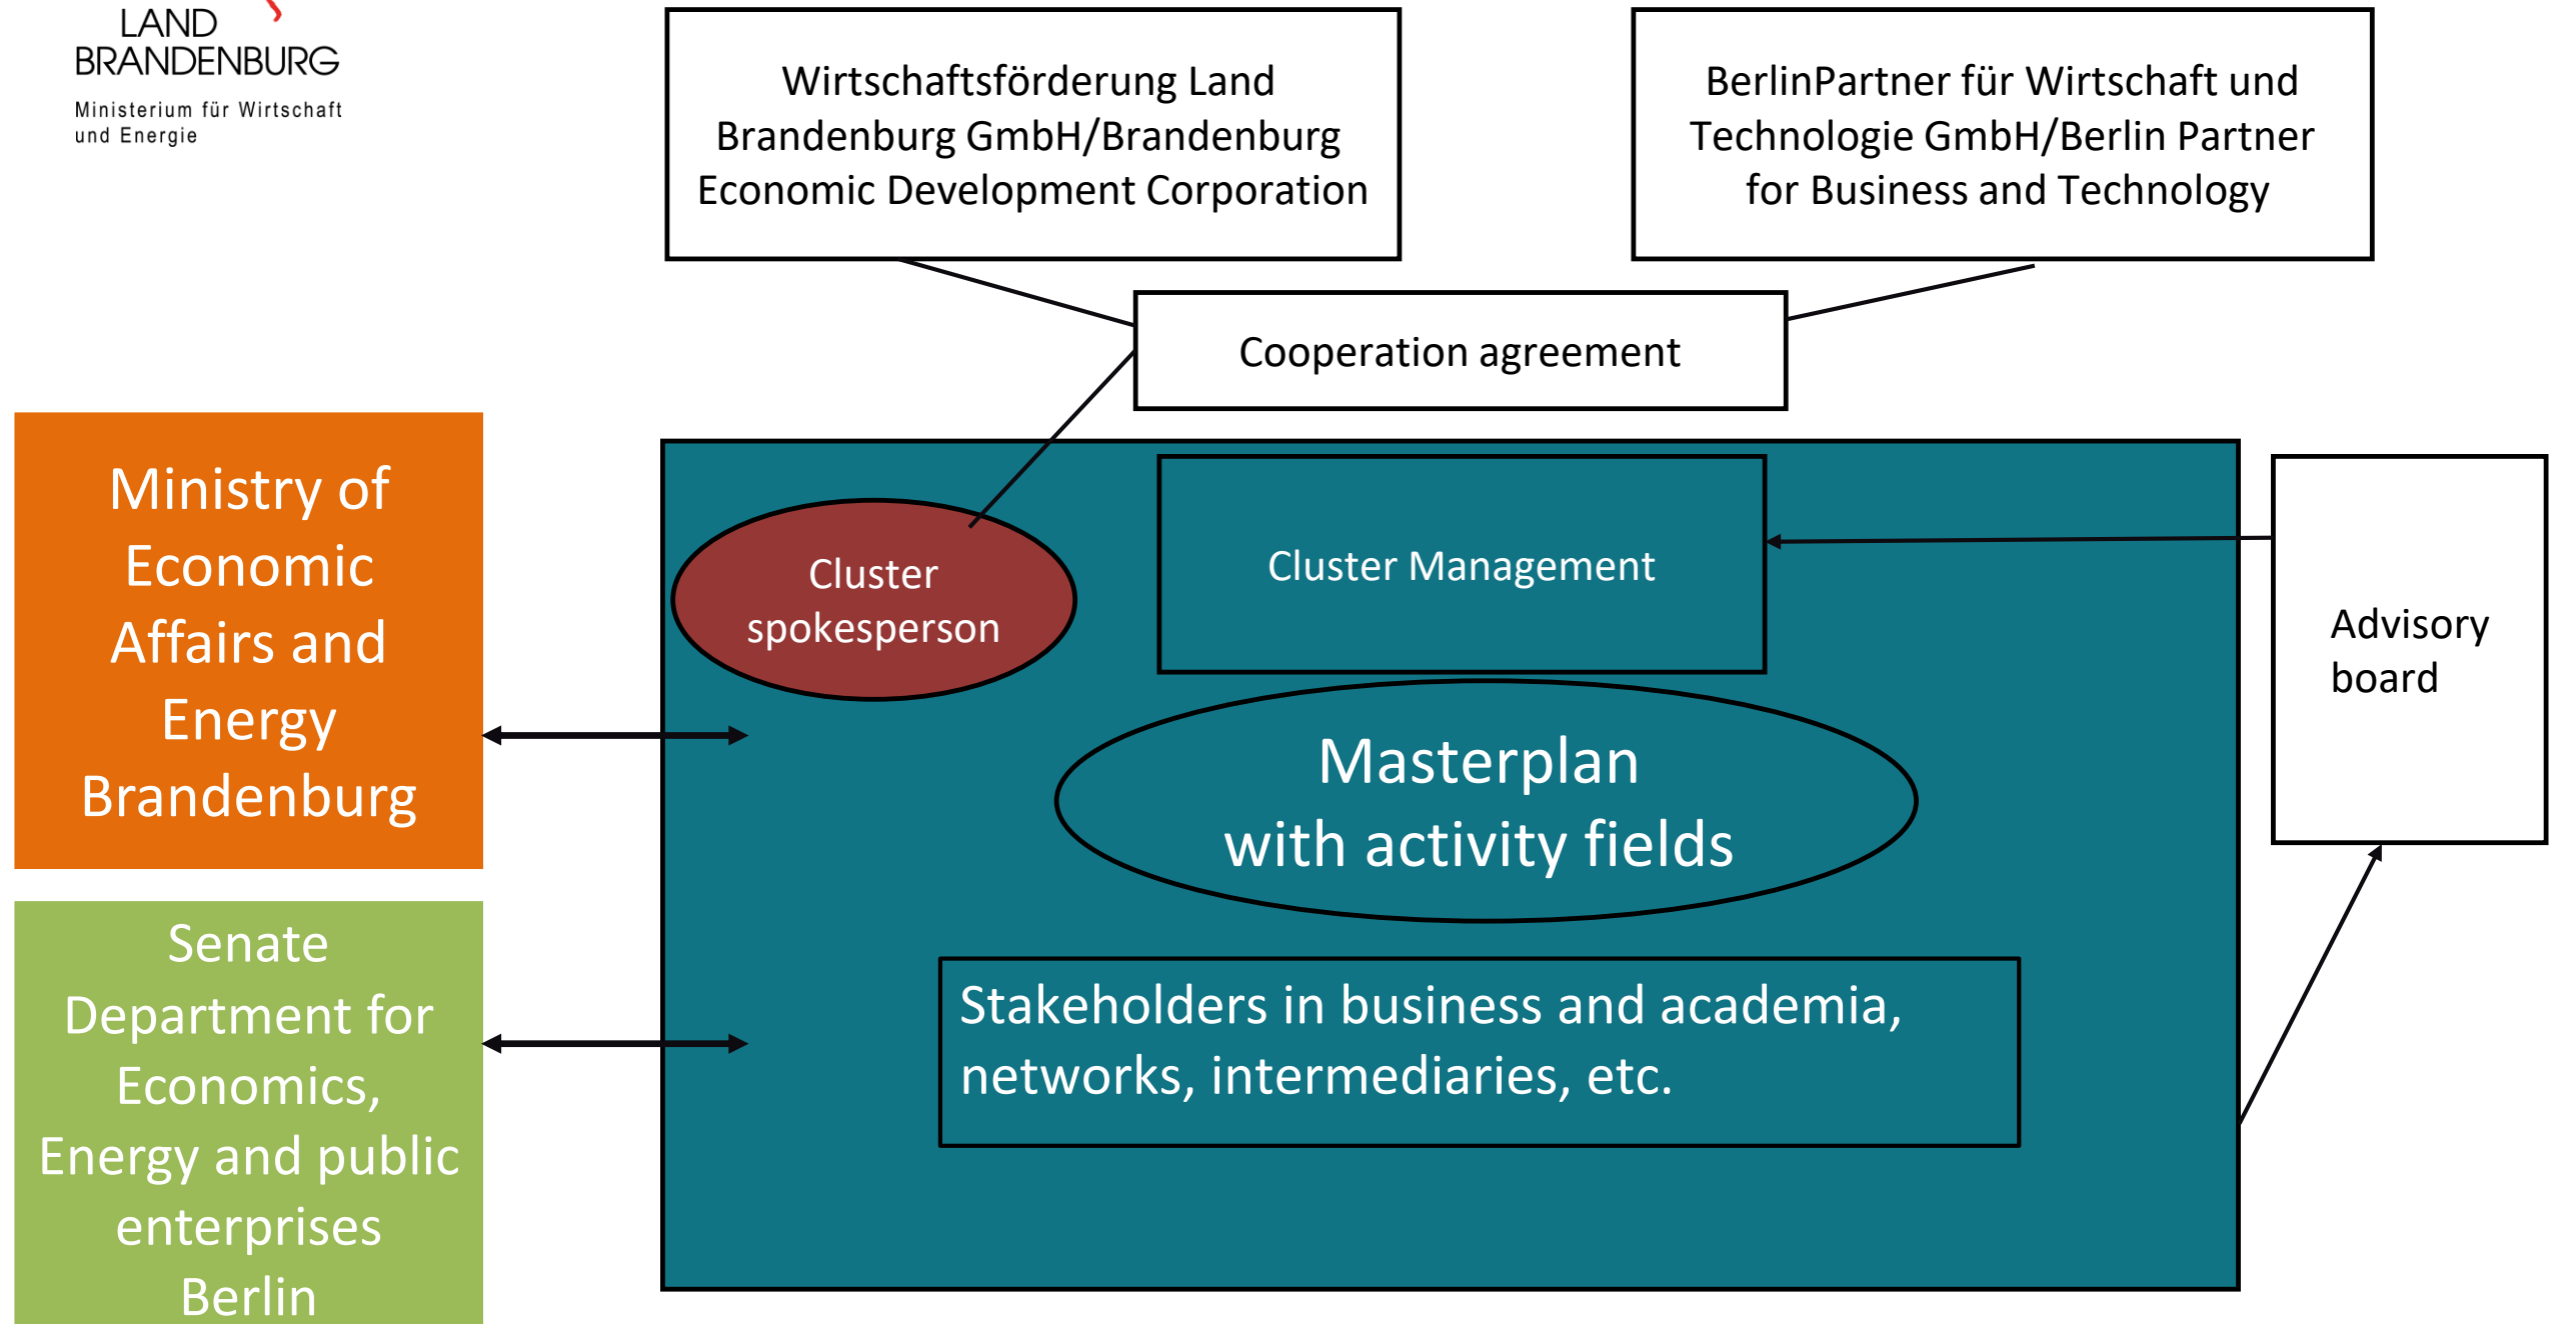 LAND
BRANDENBURG
Ministerium für Wirtschaft
und Energie
Wirtschaftsförderung Land
Brandenburg GmbH/Brandenburg
Economic Development Corporation
BerlinPartner für Wirtschaft und
Technologie GmbH/Berlin Partner
for Business and Technology
Cooperation agreement
Ministry of
Economic
Affairs and
Energy
Brandenburg
Cluster
spokesperson
Cluster Management
Advisory
board
Masterplan
with activity fields
Senate
Department for
Economics,
Energy and public
enterprises
Berlin
Stakeholders in business and academia,
networks, intermediaries, etc.